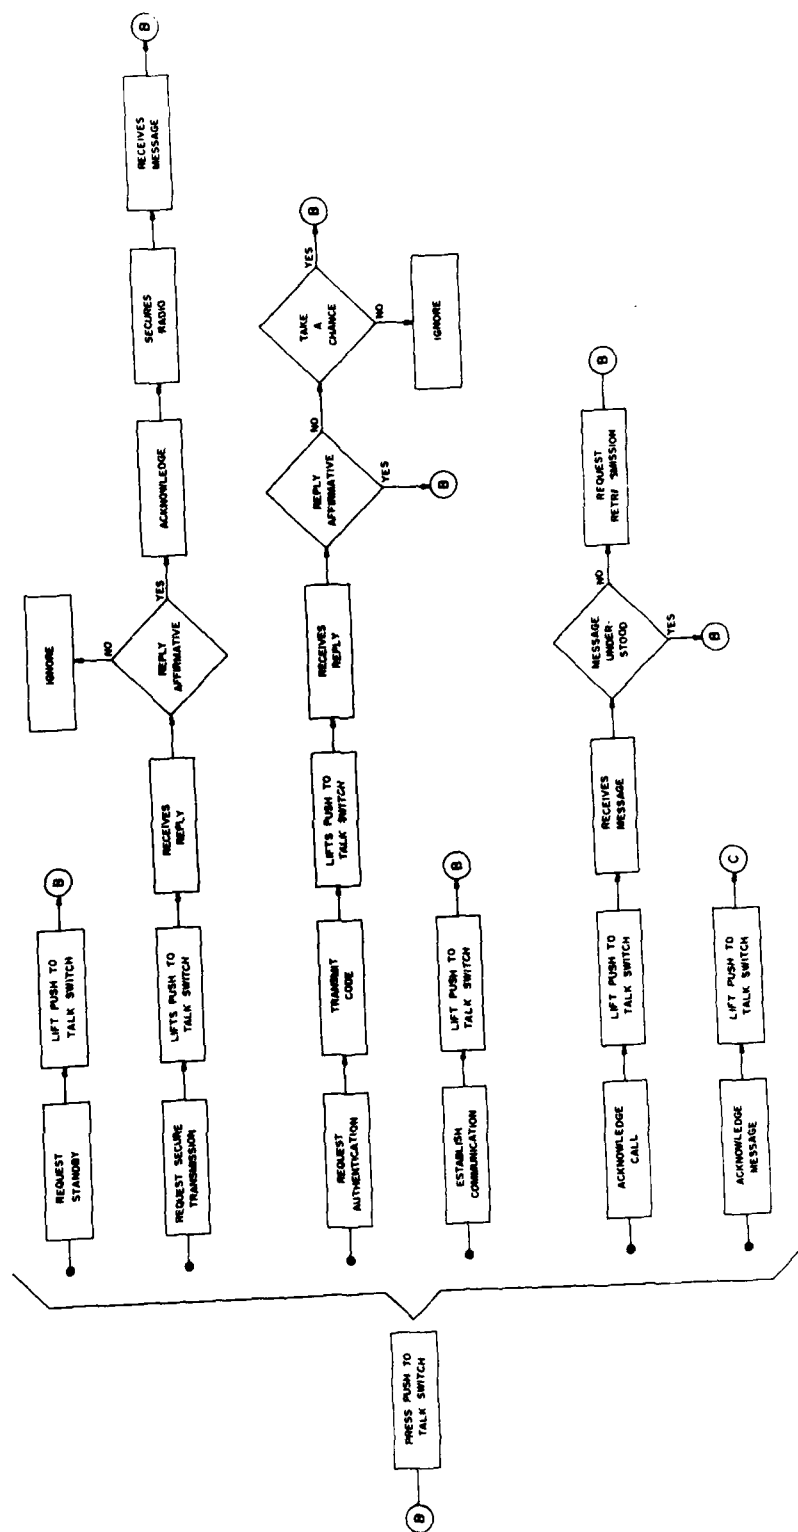 B
PRESS PUSH TO
TALK SWITCH
REQUEST
STANDBY
LIFT PUSH TO
TALK SWITCH
B
REQUEST SECURE
TRANSMISSION
LIFTS PUSH TO
TALK SWITCH
RECEIVES
REPLY
REPLY
AFFIRMATIVE
NO
IGNORE
YES
ACKNOWLEDGE
SECURES
RADIO
RECEIVES
MESSAGE
B
REQUEST
AUTHENTICATION
TRANSMIT
CODE
LIFTS PUSH TO
TALK SWITCH
RECEIVES
REPLY
REPLY
AFFIRMATIVE
YES
B
NO
TAKE
A
CHANCE
YES
B
NO
IGNORE
ESTABLISH
COMMUNICATION
LIFT PUSH TO
TALK SWITCH
B
ACKNOWLEDGE
CALL
LIFT PUSH TO
TALK SWITCH
RECEIVES
MESSAGE
MESSAGE
UNDER-
STOOD
YES
B
NO
REQUEST
B
ACKNOWLEDGE
MESSAGE
LIFT PUSH TO
TALK SWITCH
C